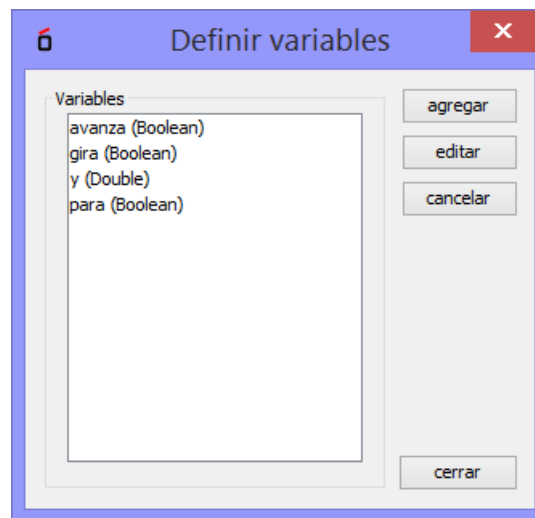 ó
Definir variables
x
Variables
avanza (Boolean)
gira (Boolean)
y (Double)
para (Boolean)
agregar
editar
cancelar
cerrar